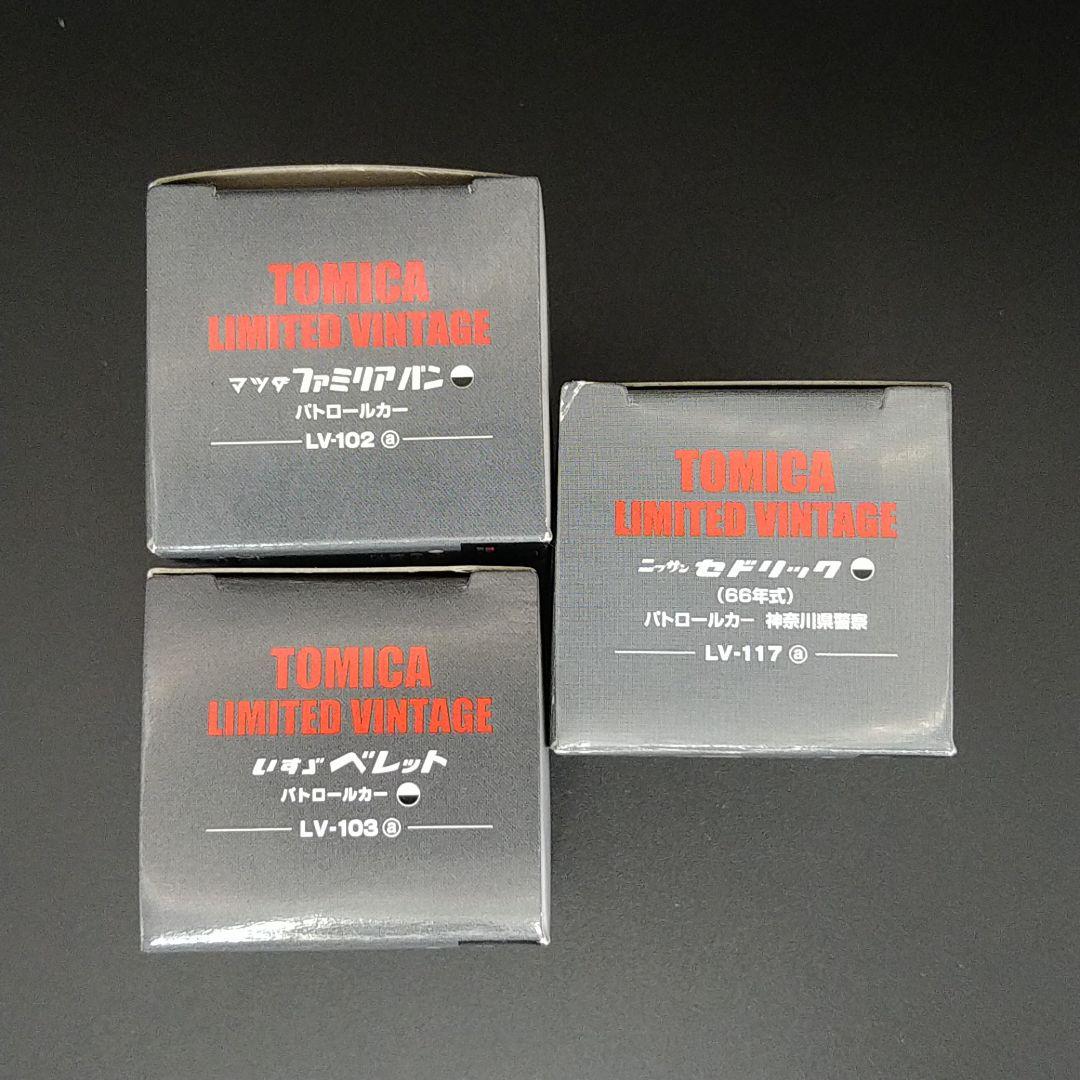 TOMICA
LIMITED VINTAGE
マツダ ファミリアバン
パトロールカー
LV-102 ⓐ
TOMICA
LIMITED VINTAGE
いすゞ ベレット
パトロールカー
LV-103 ⓐ
TOMICA
LIMITED VINTAGE
ニッサン セドリック
(66年式)
パトロールカー 神奈川県警察
LV-117 ⓐ